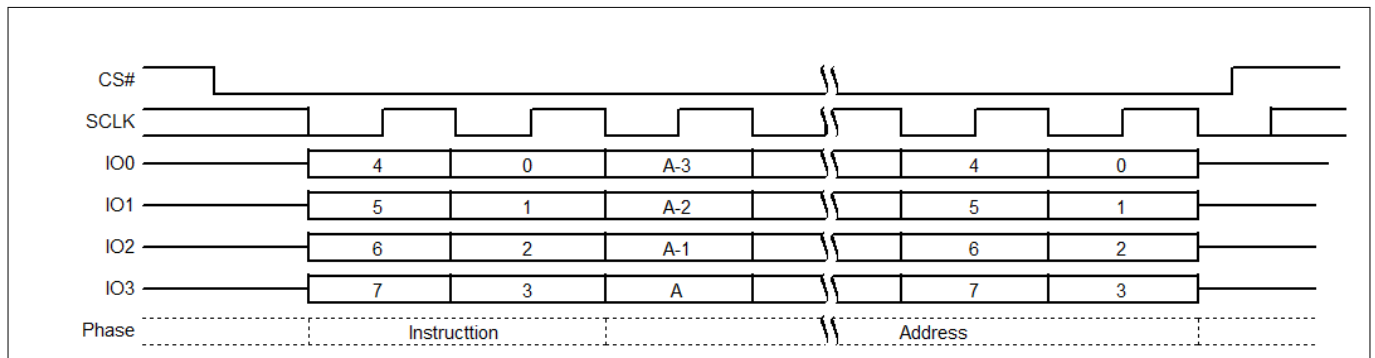 CS#
SCLK
IO0 4 0 A-3 4 0
IO1 5 1 A-2 5 1
IO2 6 2 A-1 6 2
IO3 7 3 A 7 3
Phase Instructtion Address